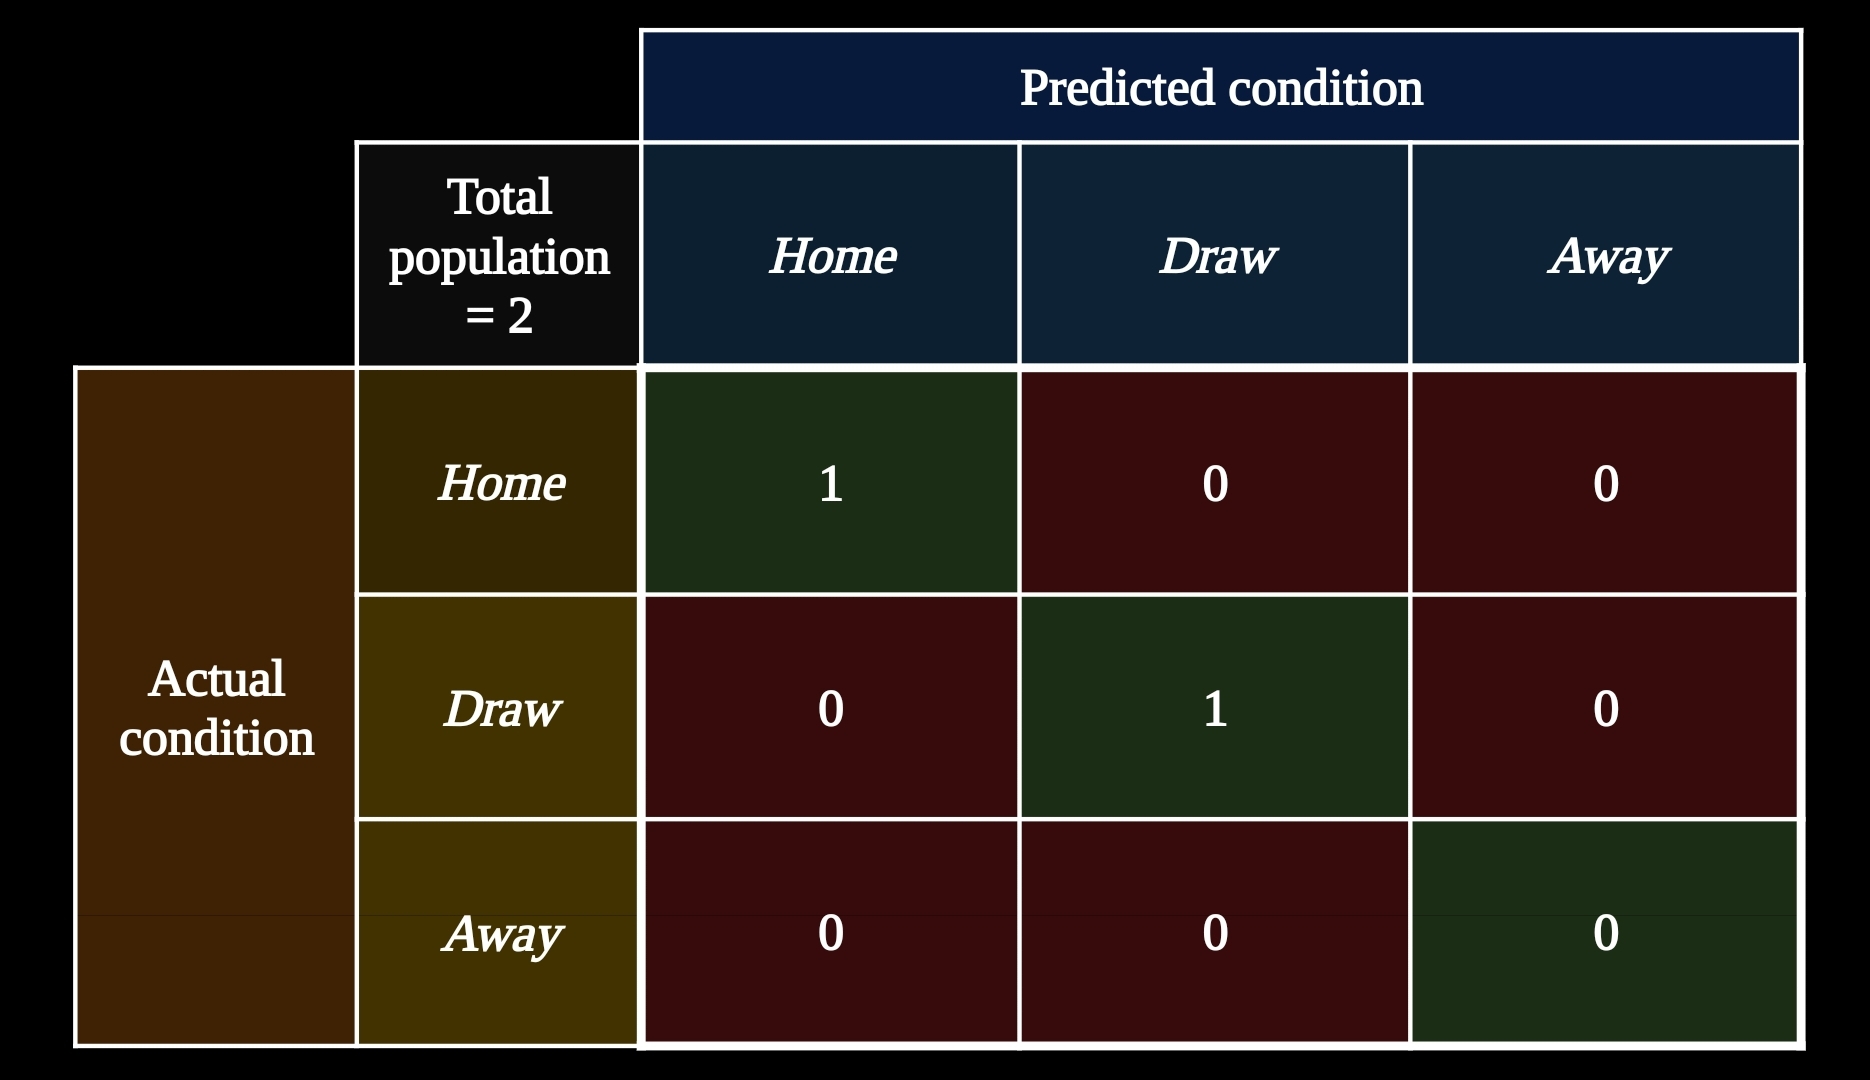 Predicted condition
Total
population
= 2
Home
Draw
Away
Actual
condition
Home
1
0
0
Draw
0
1
0
Away
0
0
0